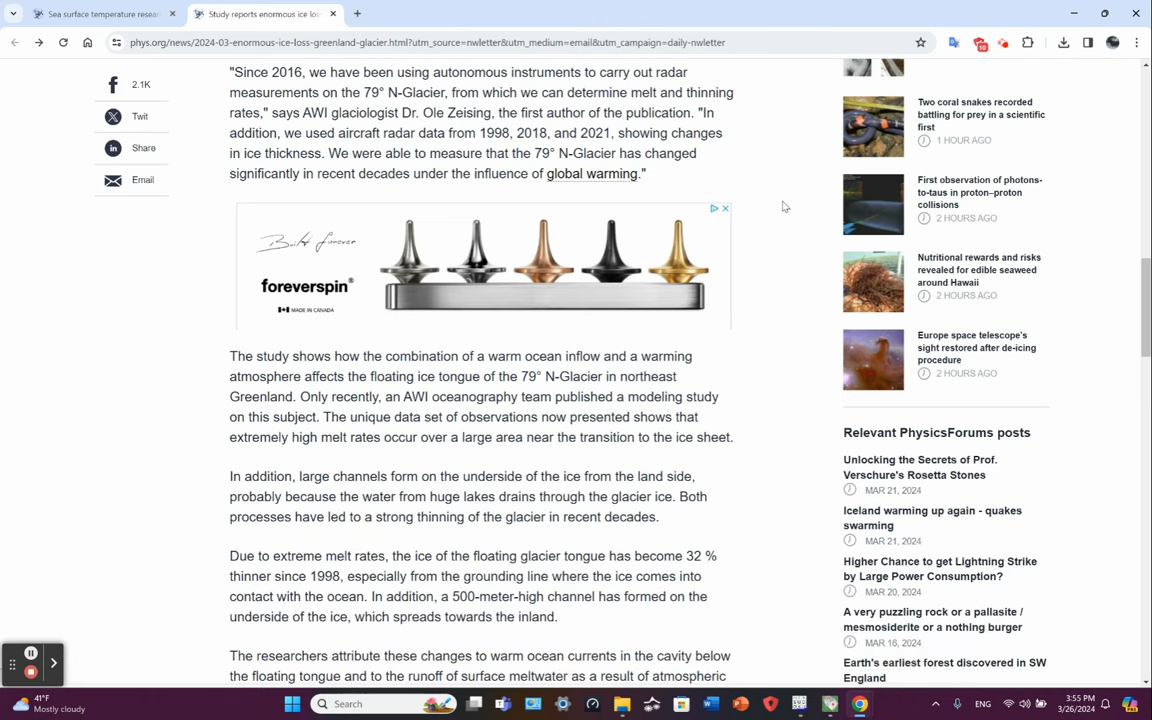 Sea surface temperature resear
Study reports enormous ice los
phys.org/news/2024-03-enormous-ice-loss-greenland-glacier.html?utm_source=nwletter&utm_medium=email&utm_campaign=daily-nwletter
10
2.1K
Twit
Share
Email
"Since 2016, we have been using autonomous instruments to carry out radar
measurements on the 79° N-Glacier, from which we can determine melt and thinning
rates," says AWI glaciologist Dr. Ole Zeising, the first author of the publication. "In
addition, we used aircraft radar data from 1998, 2018, and 2021, showing changes
in ice thickness. We were able to measure that the 79° N-Glacier has changed
significantly in recent decades under the influence of global warming."
Built forever
foreverspin®
MADE IN CANADA
The study shows how the combination of a warm ocean inflow and a warming
atmosphere affects the floating ice tongue of the 79° N-Glacier in northeast
Greenland. Only recently, an AWI oceanography team published a modeling study
on this subject. The unique data set of observations now presented shows that
extremely high melt rates occur over a large area near the transition to the ice sheet.
In addition, large channels form on the underside of the ice from the land side,
probably because the water from huge lakes drains through the glacier ice. Both
processes have led to a strong thinning of the glacier in recent decades.
Due to extreme melt rates, the ice of the floating glacier tongue has become 32 %
thinner since 1998, especially from the grounding line where the ice comes into
contact with the ocean. In addition, a 500-meter-high channel has formed on the
underside of the ice, which spreads towards the inland.
The researchers attribute these changes to warm ocean currents in the cavity below
the floating tongue and to the runoff of surface meltwater as a result of atmospheric
Two coral snakes recorded
battling for prey in a scientific
first
1 HOUR AGO
First observation of photons-
to-taus in proton–proton
collisions
2 HOURS AGO
Nutritional rewards and risks
revealed for edible seaweed
around Hawaii
2 HOURS AGO
Europe space telescope's
sight restored after de-icing
procedure
2 HOURS AGO
Relevant PhysicsForums posts
Unlocking the Secrets of Prof.
Verschure's Rosetta Stones
MAR 21, 2024
Iceland warming up again - quakes
swarming
MAR 21, 2024
Higher Chance to get Lightning Strike
by Large Power Consumption?
MAR 20, 2024
A very puzzling rock or a pallasite /
mesmosiderite or a nothing burger
MAR 16, 2024
Earth's earliest forest discovered in SW
England
41°F
Mostly cloudy
Search
ENG
3:55 PM
3/26/2024